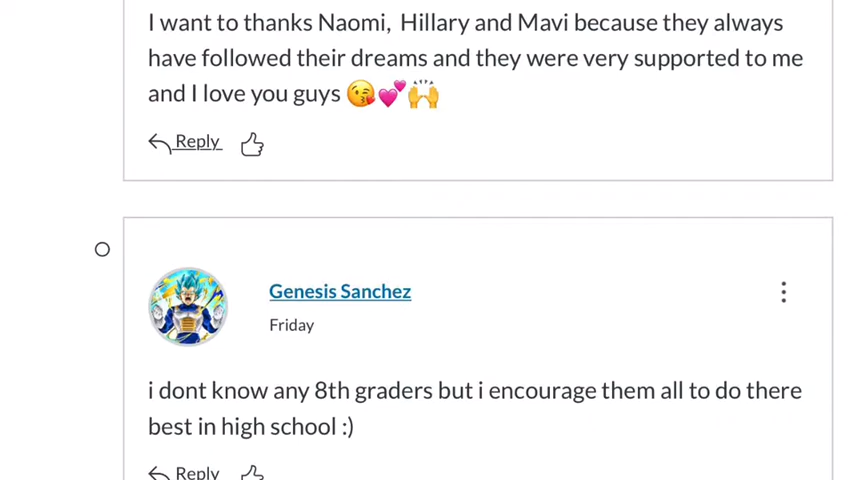 I want to thanks Naomi, Hillary and Mavi because they always
have followed their dreams and they were very supported to me
and I love you guys 😘💕🙌
Reply
Genesis Sanchez
Friday
i dont know any 8th graders but i encourage them all to do there
best in high school :)
Reply